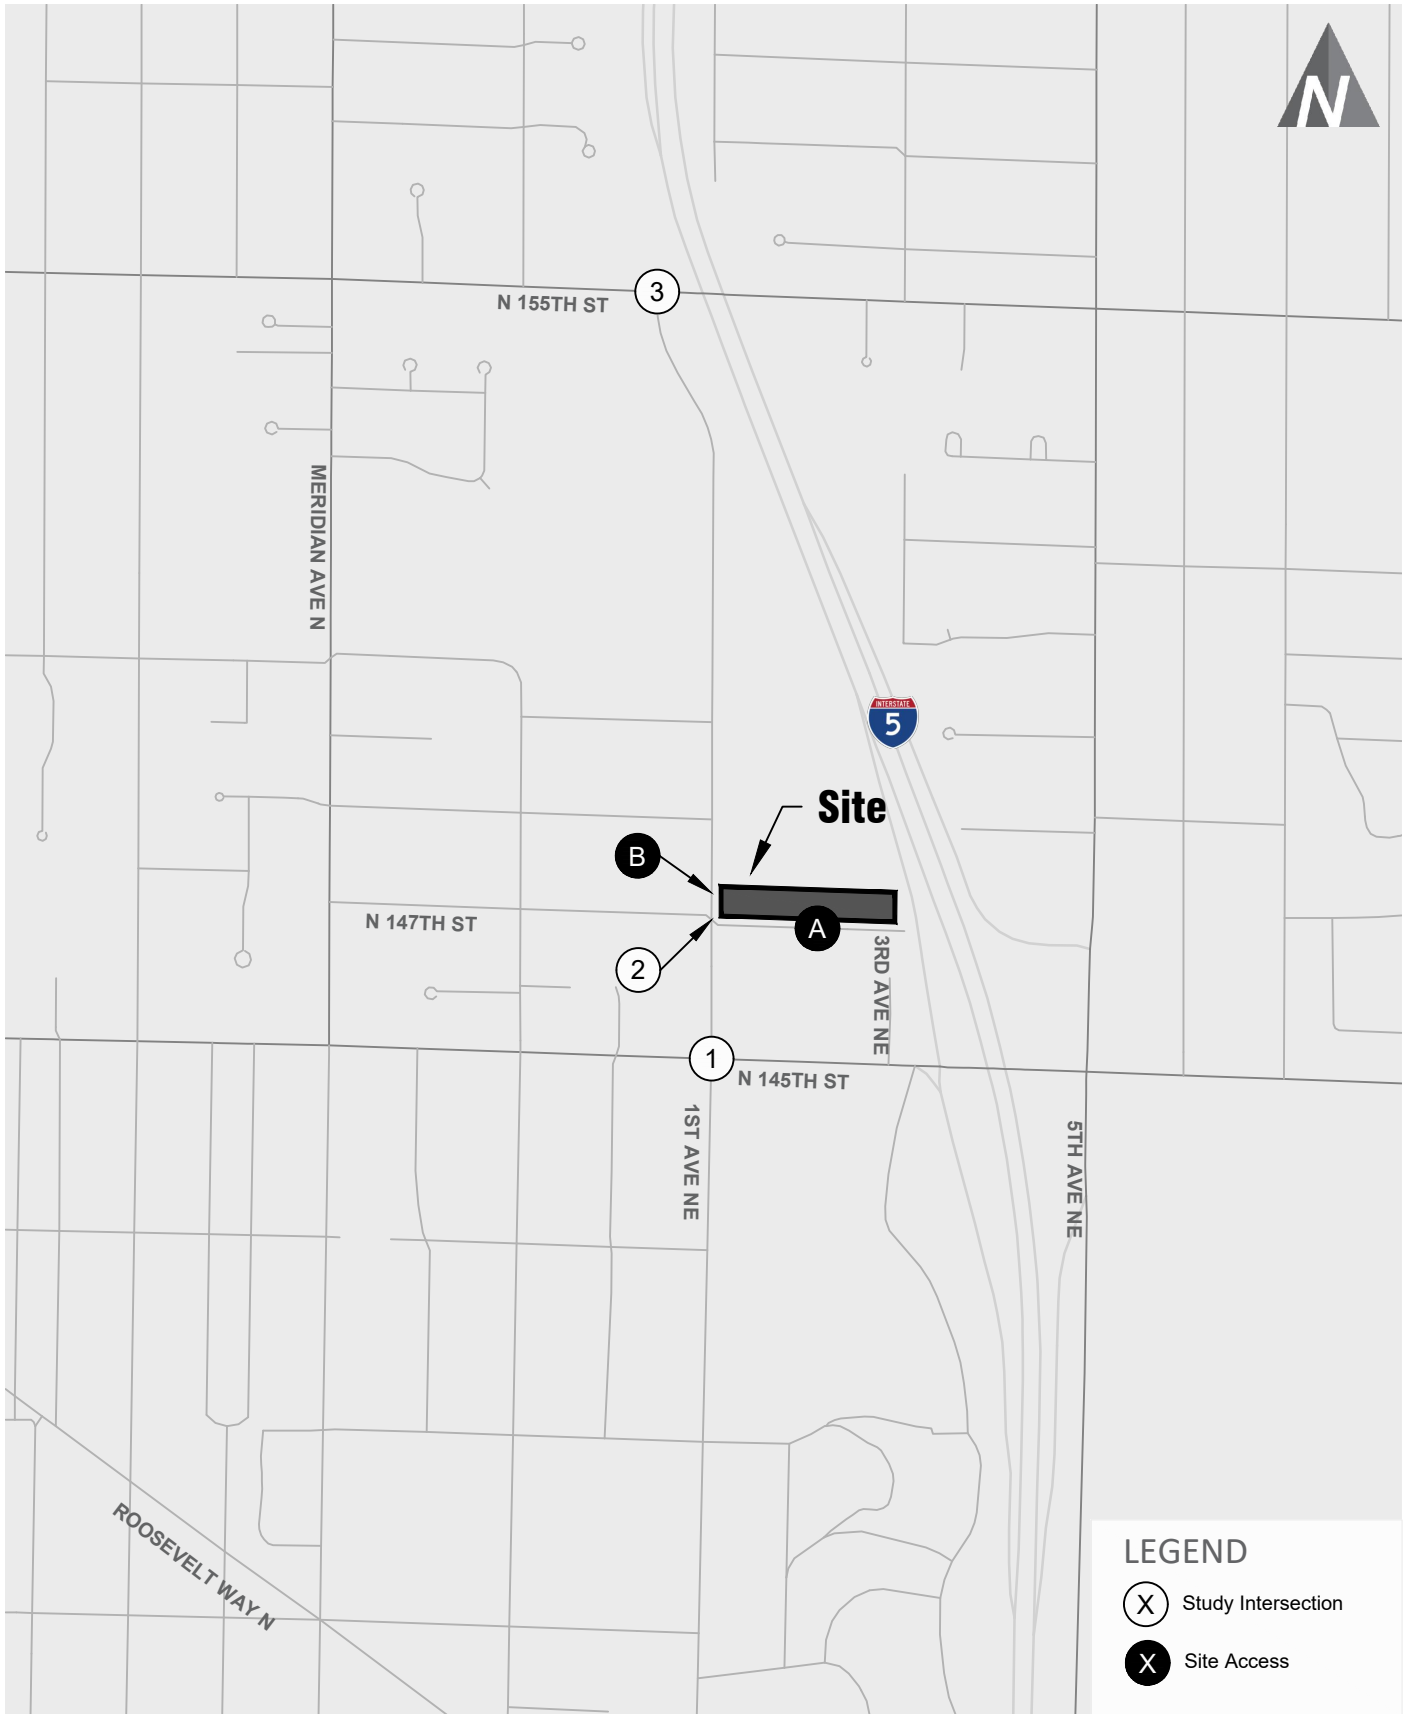 N
3
N 155TH ST
MERIDIAN AVE N
INTERSTATE
5
Site
B
A
N 147TH ST
2
3RD AVE NE
1
N 145TH ST
1ST AVE NE
5TH AVE NE
ROOSEVELT WAY N
LEGEND
X Study Intersection
X Site Access